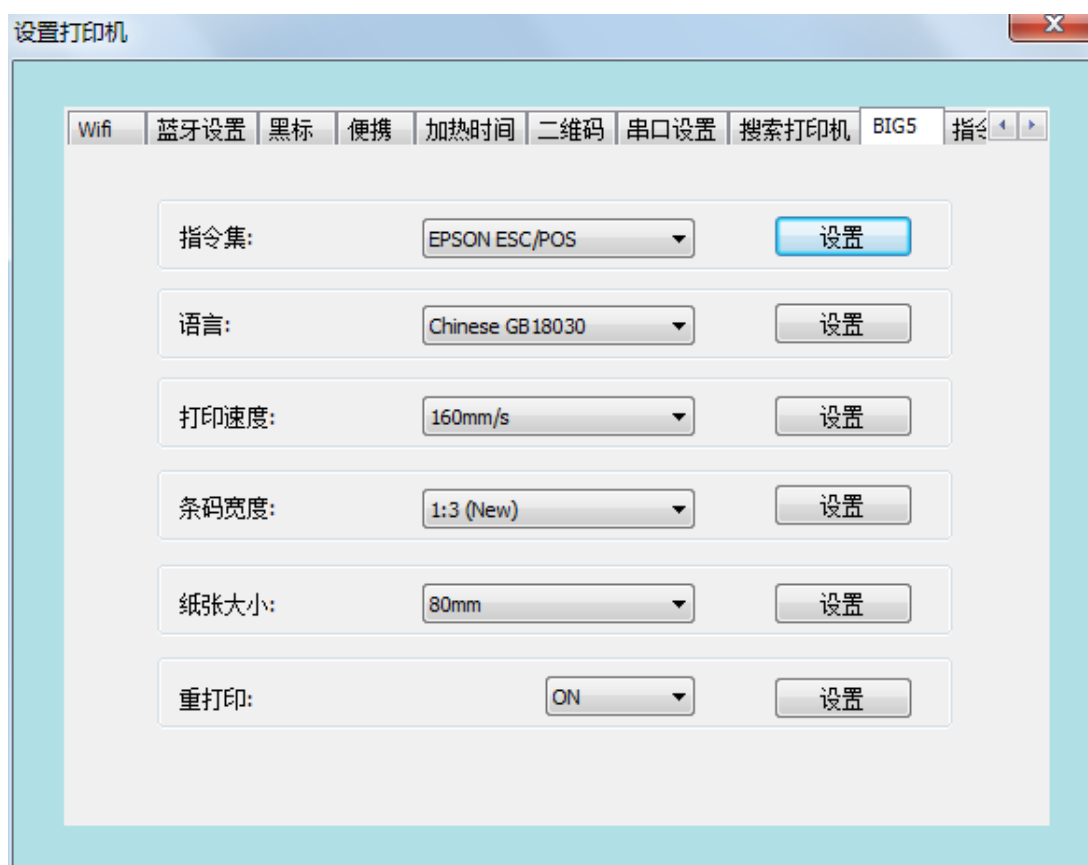 设置打印机
Wifi 蓝牙设置 黑标 便携 加热时间 二维码 串口设置 搜索打印机 BIG5 指
指令集: EPSON ESC/POS 设置
语言: Chinese GB18030 设置
打印速度: 160mm/s 设置
条码宽度: 1:3 (New) 设置
纸张大小: 80mm 设置
重打印: ON 设置